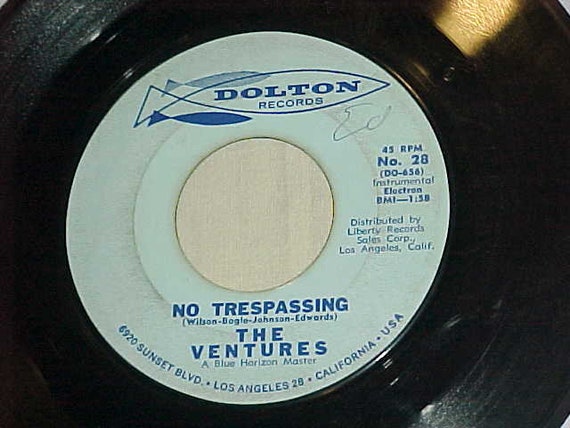 DOLTON
RECORDS
Ed
45 RPM
No. 28
(DO-656)
Instrumental
Electron
BMI—1:58
Distributed by
Liberty Records
Sales Corp.,
Los Angeles, Calif.
NO TRESPASSING
(Wilson-Bogle-Johnson-Edwards)
THE
VENTURES
A Blue Horizon Master
6920 SUNSET BLVD. • LOS ANGELES 28 • CALIFORNIA • USA